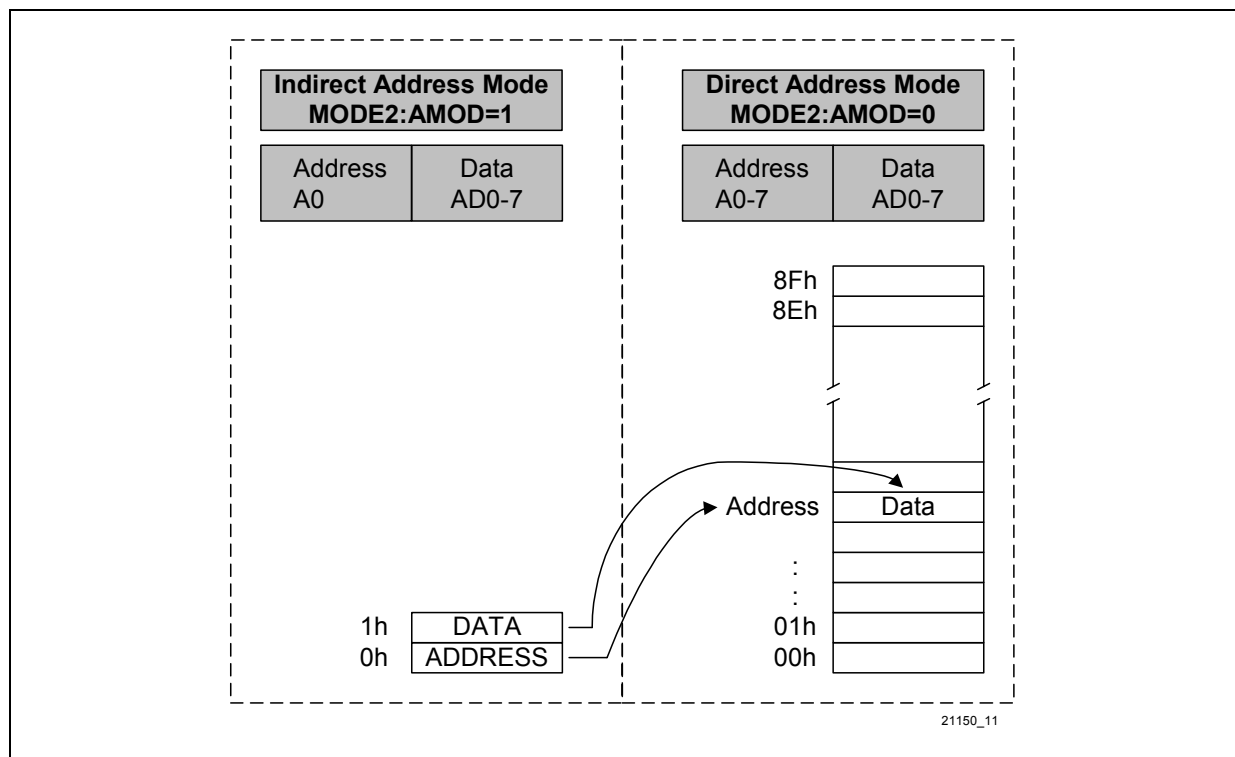 Indirect Address Mode
MODE2:AMOD=1
Address
A0
Data
AD0-7
Direct Address Mode
MODE2:AMOD=0
Address
A0-7
Data
AD0-7
8Fh
8Eh
Address
Data
:
:
1h
DATA
0h
ADDRESS
01h
00h
21150_11